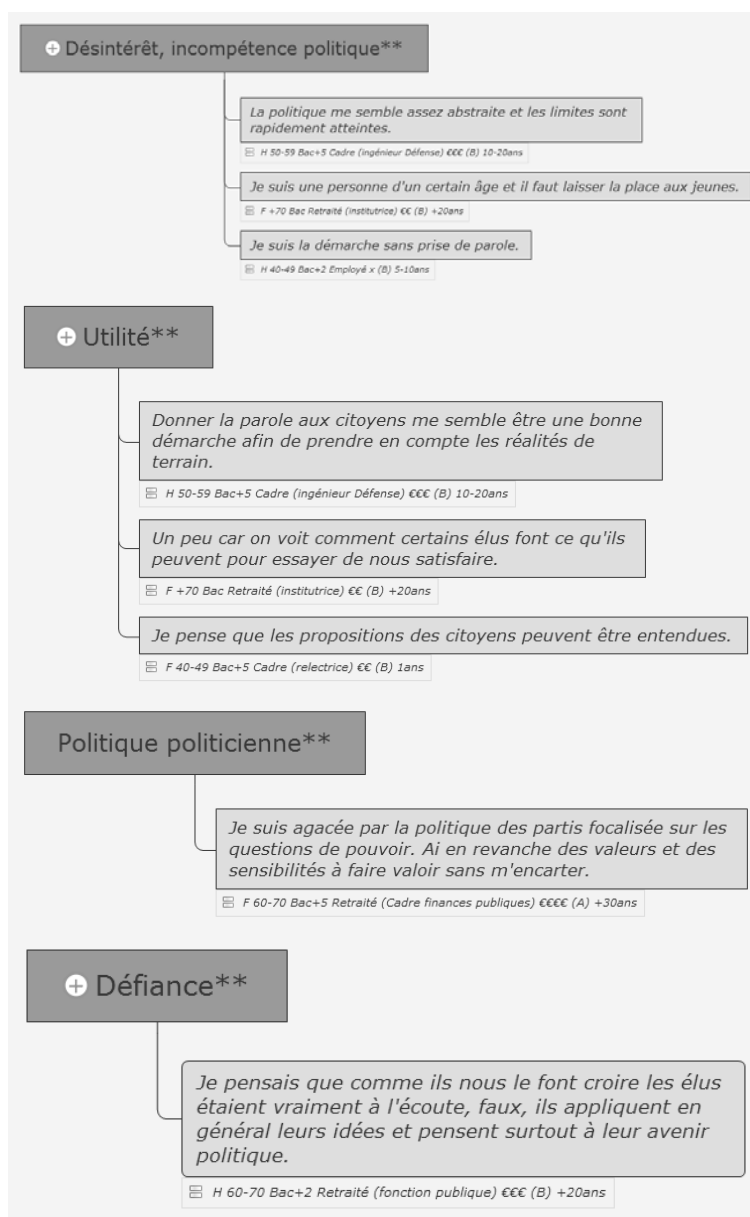 Désintérêt, incompétence politique**
La politique me semble assez abstraite et les limites sont
rapidement atteintes.
H 50-59 Bac+5 Cadre (ingénieur Défense) €€€ (B) 10-20ans
Je suis une personne d'un certain âge et il faut laisser la place aux jeunes.
F +70 Bac Retraité (institutrice) €€ (B) +20ans
Je suis la démarche sans prise de parole.
H 40-49 Bac+2 Employé x (B) 5-10ans
Utilité**
Donner la parole aux citoyens me semble être une bonne
démarche afin de prendre en compte les réalités de
terrain.
H 50-59 Bac+5 Cadre (ingénieur Défense) €€€ (B) 10-20ans
Un peu car on voit comment certains élus font ce qu'ils
peuvent pour essayer de nous satisfaire.
F +70 Bac Retraité (institutrice) €€ (B) +20ans
Je pense que les propositions des citoyens peuvent être entendues.
F 40-49 Bac+5 Cadre (relectrice) €€ (B) 1ans
Politique politicienne**
Je suis agacée par la politique des partis focalisée sur les
questions de pouvoir. Ai en revanche des valeurs et des
sensibilités à faire valoir sans m'encarter.
F 60-70 Bac+5 Retraité (Cadre finances publiques) €€€€ (A) +30ans
Défiance**
Je pensais que comme ils nous le font croire les élus
étaient vraiment à l'écoute, faux, ils appliquent en
général leurs idées et pensent surtout à leur avenir
politique.
H 60-70 Bac+2 Retraité (fonction publique) €€€ (B) +20ans